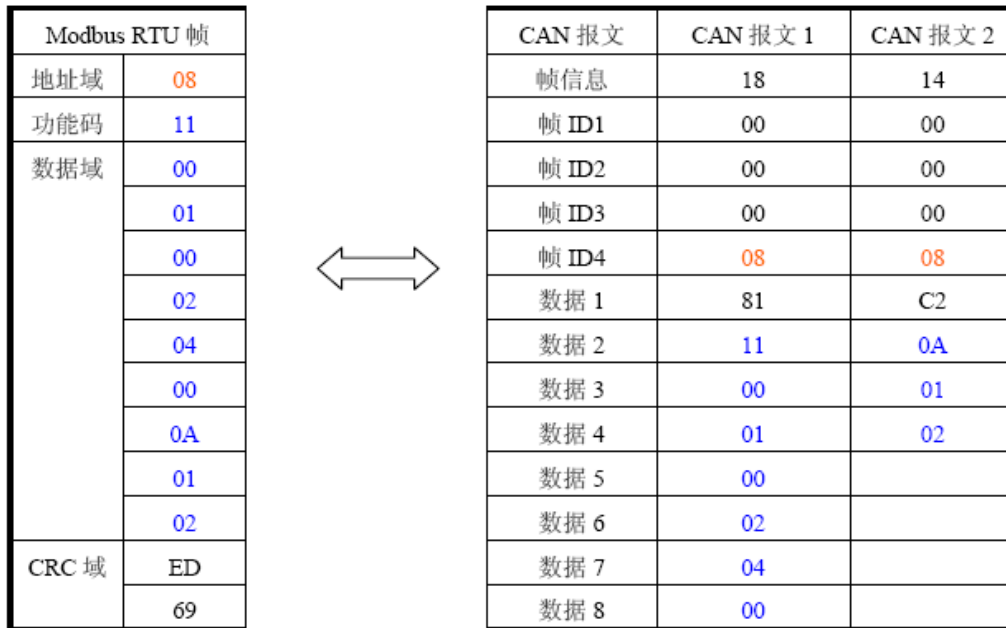 Modbus RTU 帧
地址域 08
功能码 11
数据域 00
01
00
02
04
00
0A
01
02
CRC 域 ED
69
CAN 报文 CAN 报文 1 CAN 报文 2
帧信息 18 14
帧 ID1 00 00
帧 ID2 00 00
帧 ID3 00 00
帧 ID4 08 08
数据 1 81 C2
数据 2 11 0A
数据 3 00 01
数据 4 01 02
数据 5 00
数据 6 02
数据 7 04
数据 8 00